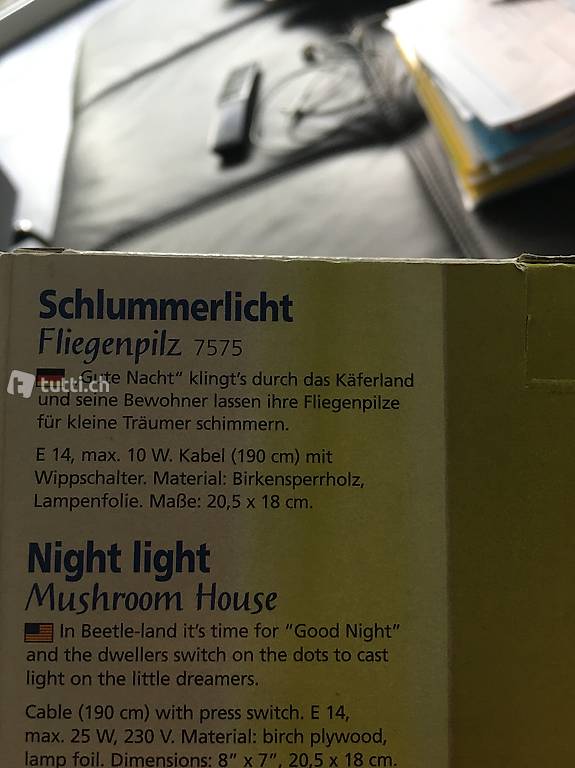 Schlummerlicht
Fliegenpilz 7575
„Gute Nacht“ klingt's durch das Käferland
und seine Bewohner lassen ihre Fliegenpilze
für kleine Träumer schimmern.
E 14, max. 10 W. Kabel (190 cm) mit
Wippschalter. Material: Birkensperrholz,
Lampenfolie. Maße: 20,5 x 18 cm.
Night light
Mushroom House
In Beetle-land it's time for “Good Night”
and the dwellers switch on the dots to cast
light on the little dreamers.
Cable (190 cm) with press switch. E 14,
max. 25 W, 230 V. Material: birch plywood,
lamp foil. Dimensions: 8” x 7”, 20,5 x 18 cm.
tutti.ch